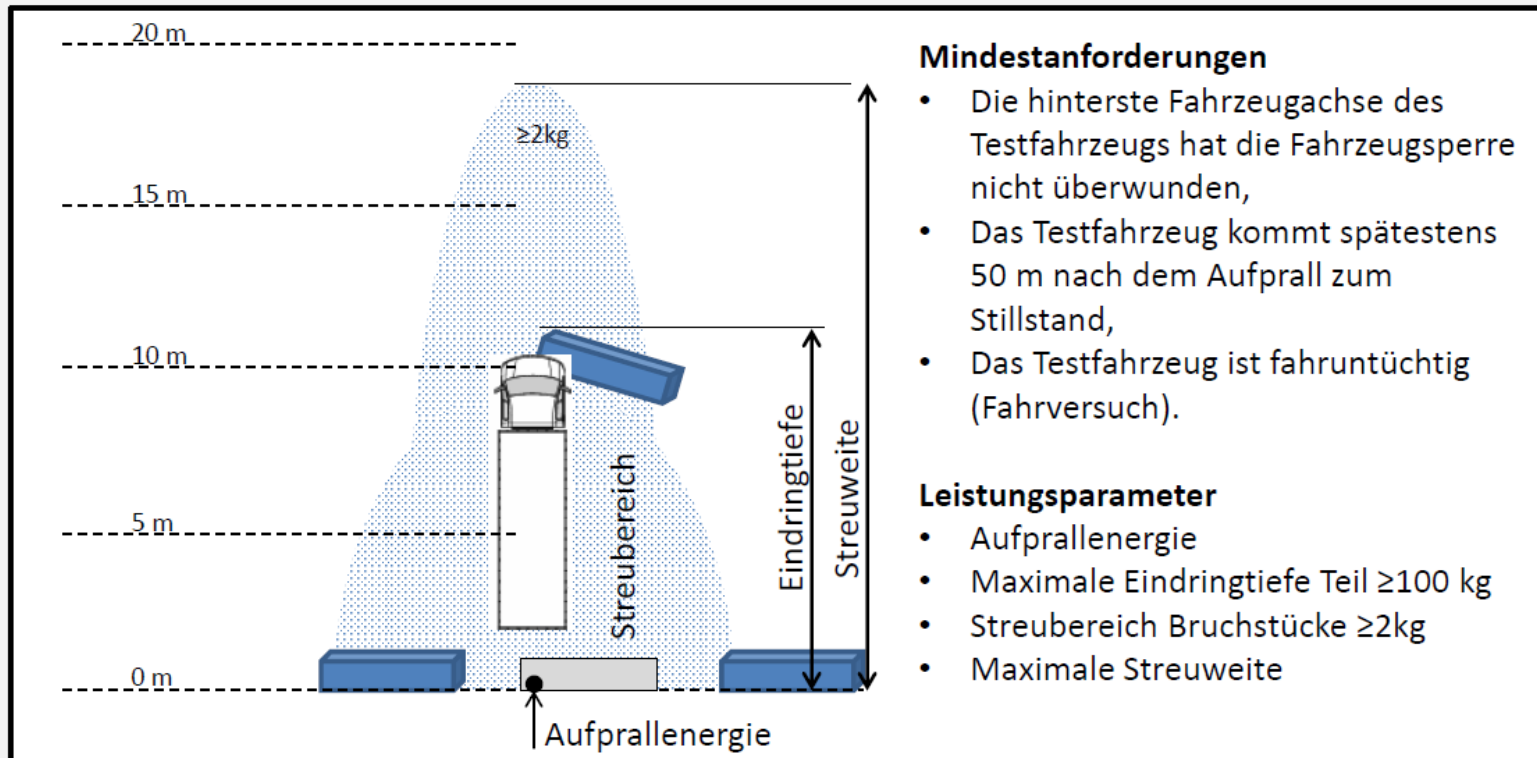 20 m
≥2kg
15 m
10 m
5 m
0 m
Streubereich
Eindringtiefe
Streuweite
Aufprallenergie
Mindestanforderungen
• Die hinterste Fahrzeugachse des
Testfahrzeugs hat die Fahrzeugsperre
nicht überwunden,
• Das Testfahrzeug kommt spätestens
50 m nach dem Aufprall zum
Stillstand,
• Das Testfahrzeug ist fahruntüchtig
(Fahrversuch).
Leistungsparameter
• Aufprallenergie
• Maximale Eindringtiefe Teil ≥100 kg
• Streubereich Bruchstücke ≥2kg
• Maximale Streuweite